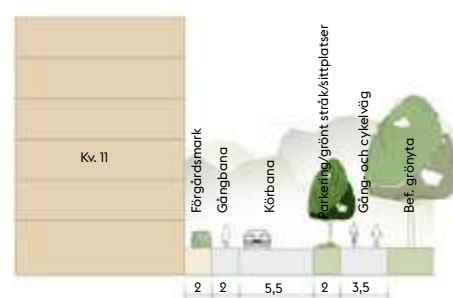 Kv. 11
Förgårdsmark
Gångbana
Körbana
Parkering/grönt stråk/sittplatser
Gång- och cykelväg
Bef. grönyta
2
2
5,5
2
3,5